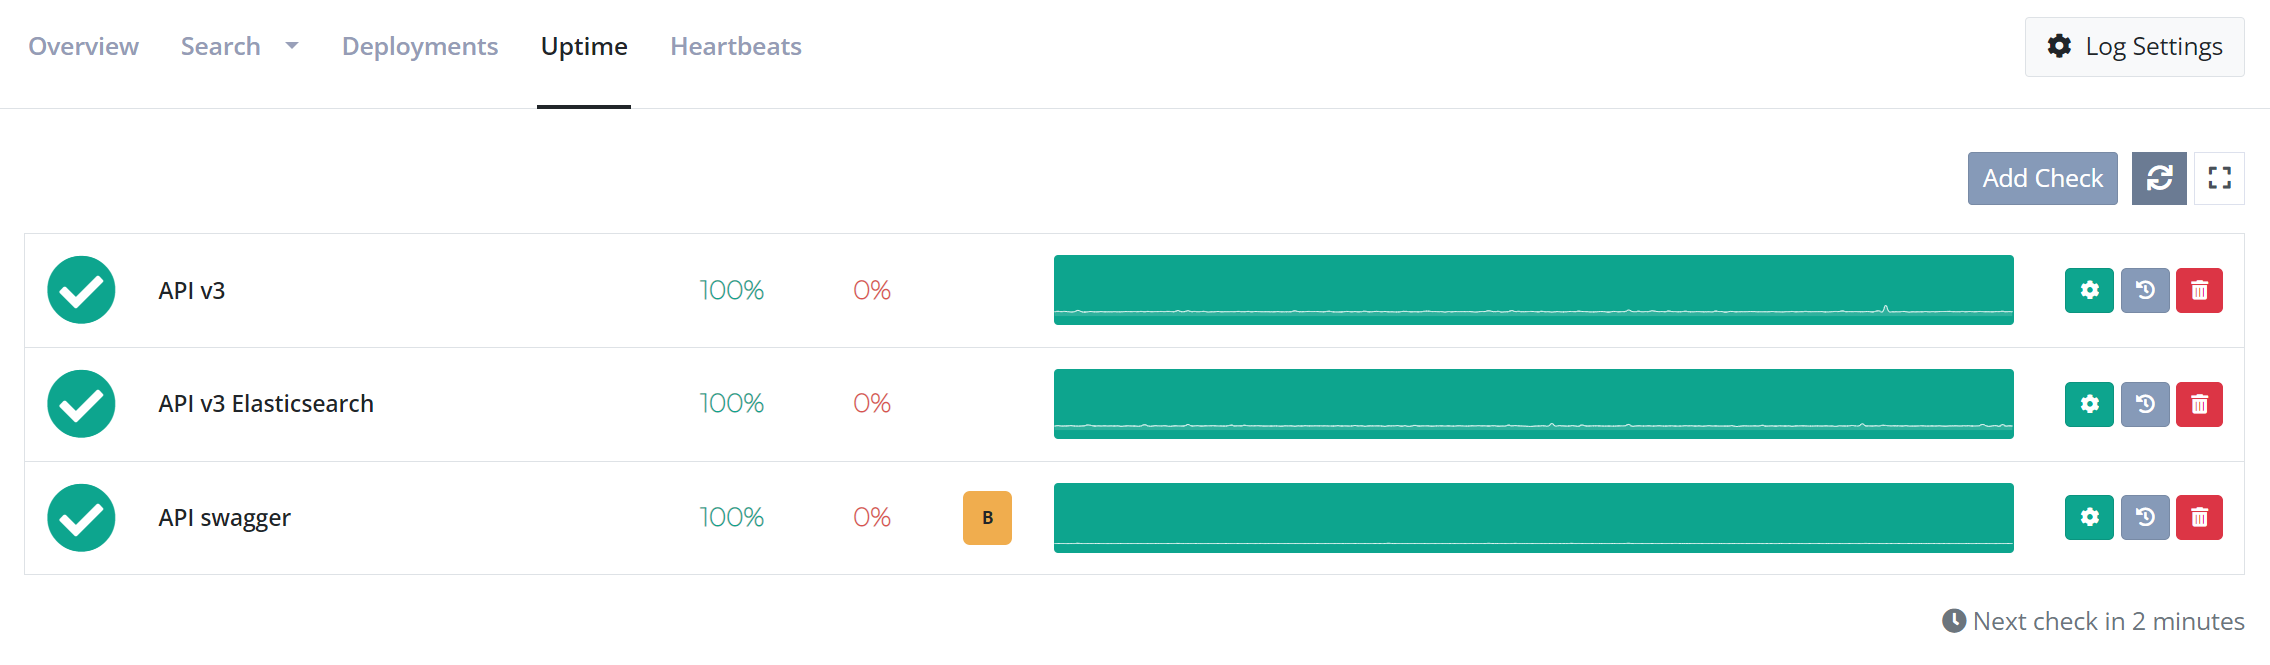 Overview Search Deployments Uptime Heartbeats Log Settings
Add Check
API v3 100% 0%
API v3 Elasticsearch 100% 0%
API swagger 100% 0% B
Next check in 2 minutes